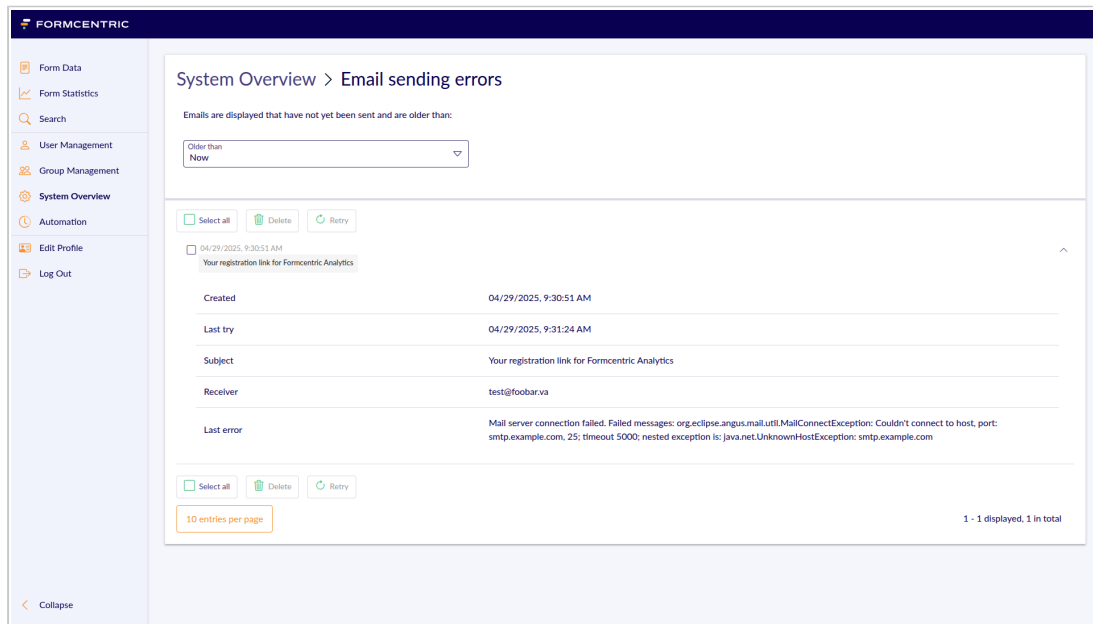 FORMCENTRIC
Form Data
Form Statistics
Search
User Management
Group Management
System Overview
Automation
Edit Profile
Log Out
Collapse
System Overview > Email sending errors
Emails are displayed that have not yet been sent and are older than:
Older than
Now
Select all Delete Retry
04/29/2025, 9:30:51 AM
Your registration link for Formcentric Analytics
Created 04/29/2025, 9:30:51 AM
Last try 04/29/2025, 9:31:24 AM
Subject Your registration link for Formcentric Analytics
Receiver test@foobar.va
Last error Mail server connection failed. Failed messages: org.eclipse.angus.mail.util.MailConnectException: Couldn't connect to host, port:
smtp.example.com, 25; timeout 5000; nested exception is: java.net.UnknownHostException: smtp.example.com
Select all Delete Retry
10 entries per page 1 - 1 displayed, 1 in total